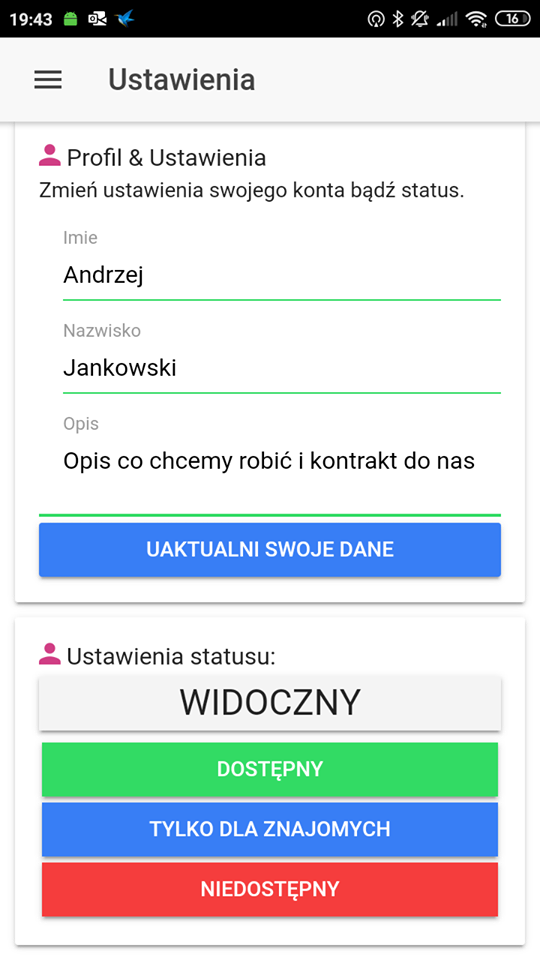 19:43
16
Ustawienia
Profil & Ustawienia
Zmień ustawienia swojego konta bądź status.
Imie
Andrzej
Nazwisko
Jankowski
Opis
Opis co chcemy robić i kontrakt do nas
UAKTUALNI SWOJE DANE
Ustawienia statusu:
WIDOCZNY
DOSTĘPNY
TYLKO DLA ZNAJOMYCH
NIEDOSTĘPNY